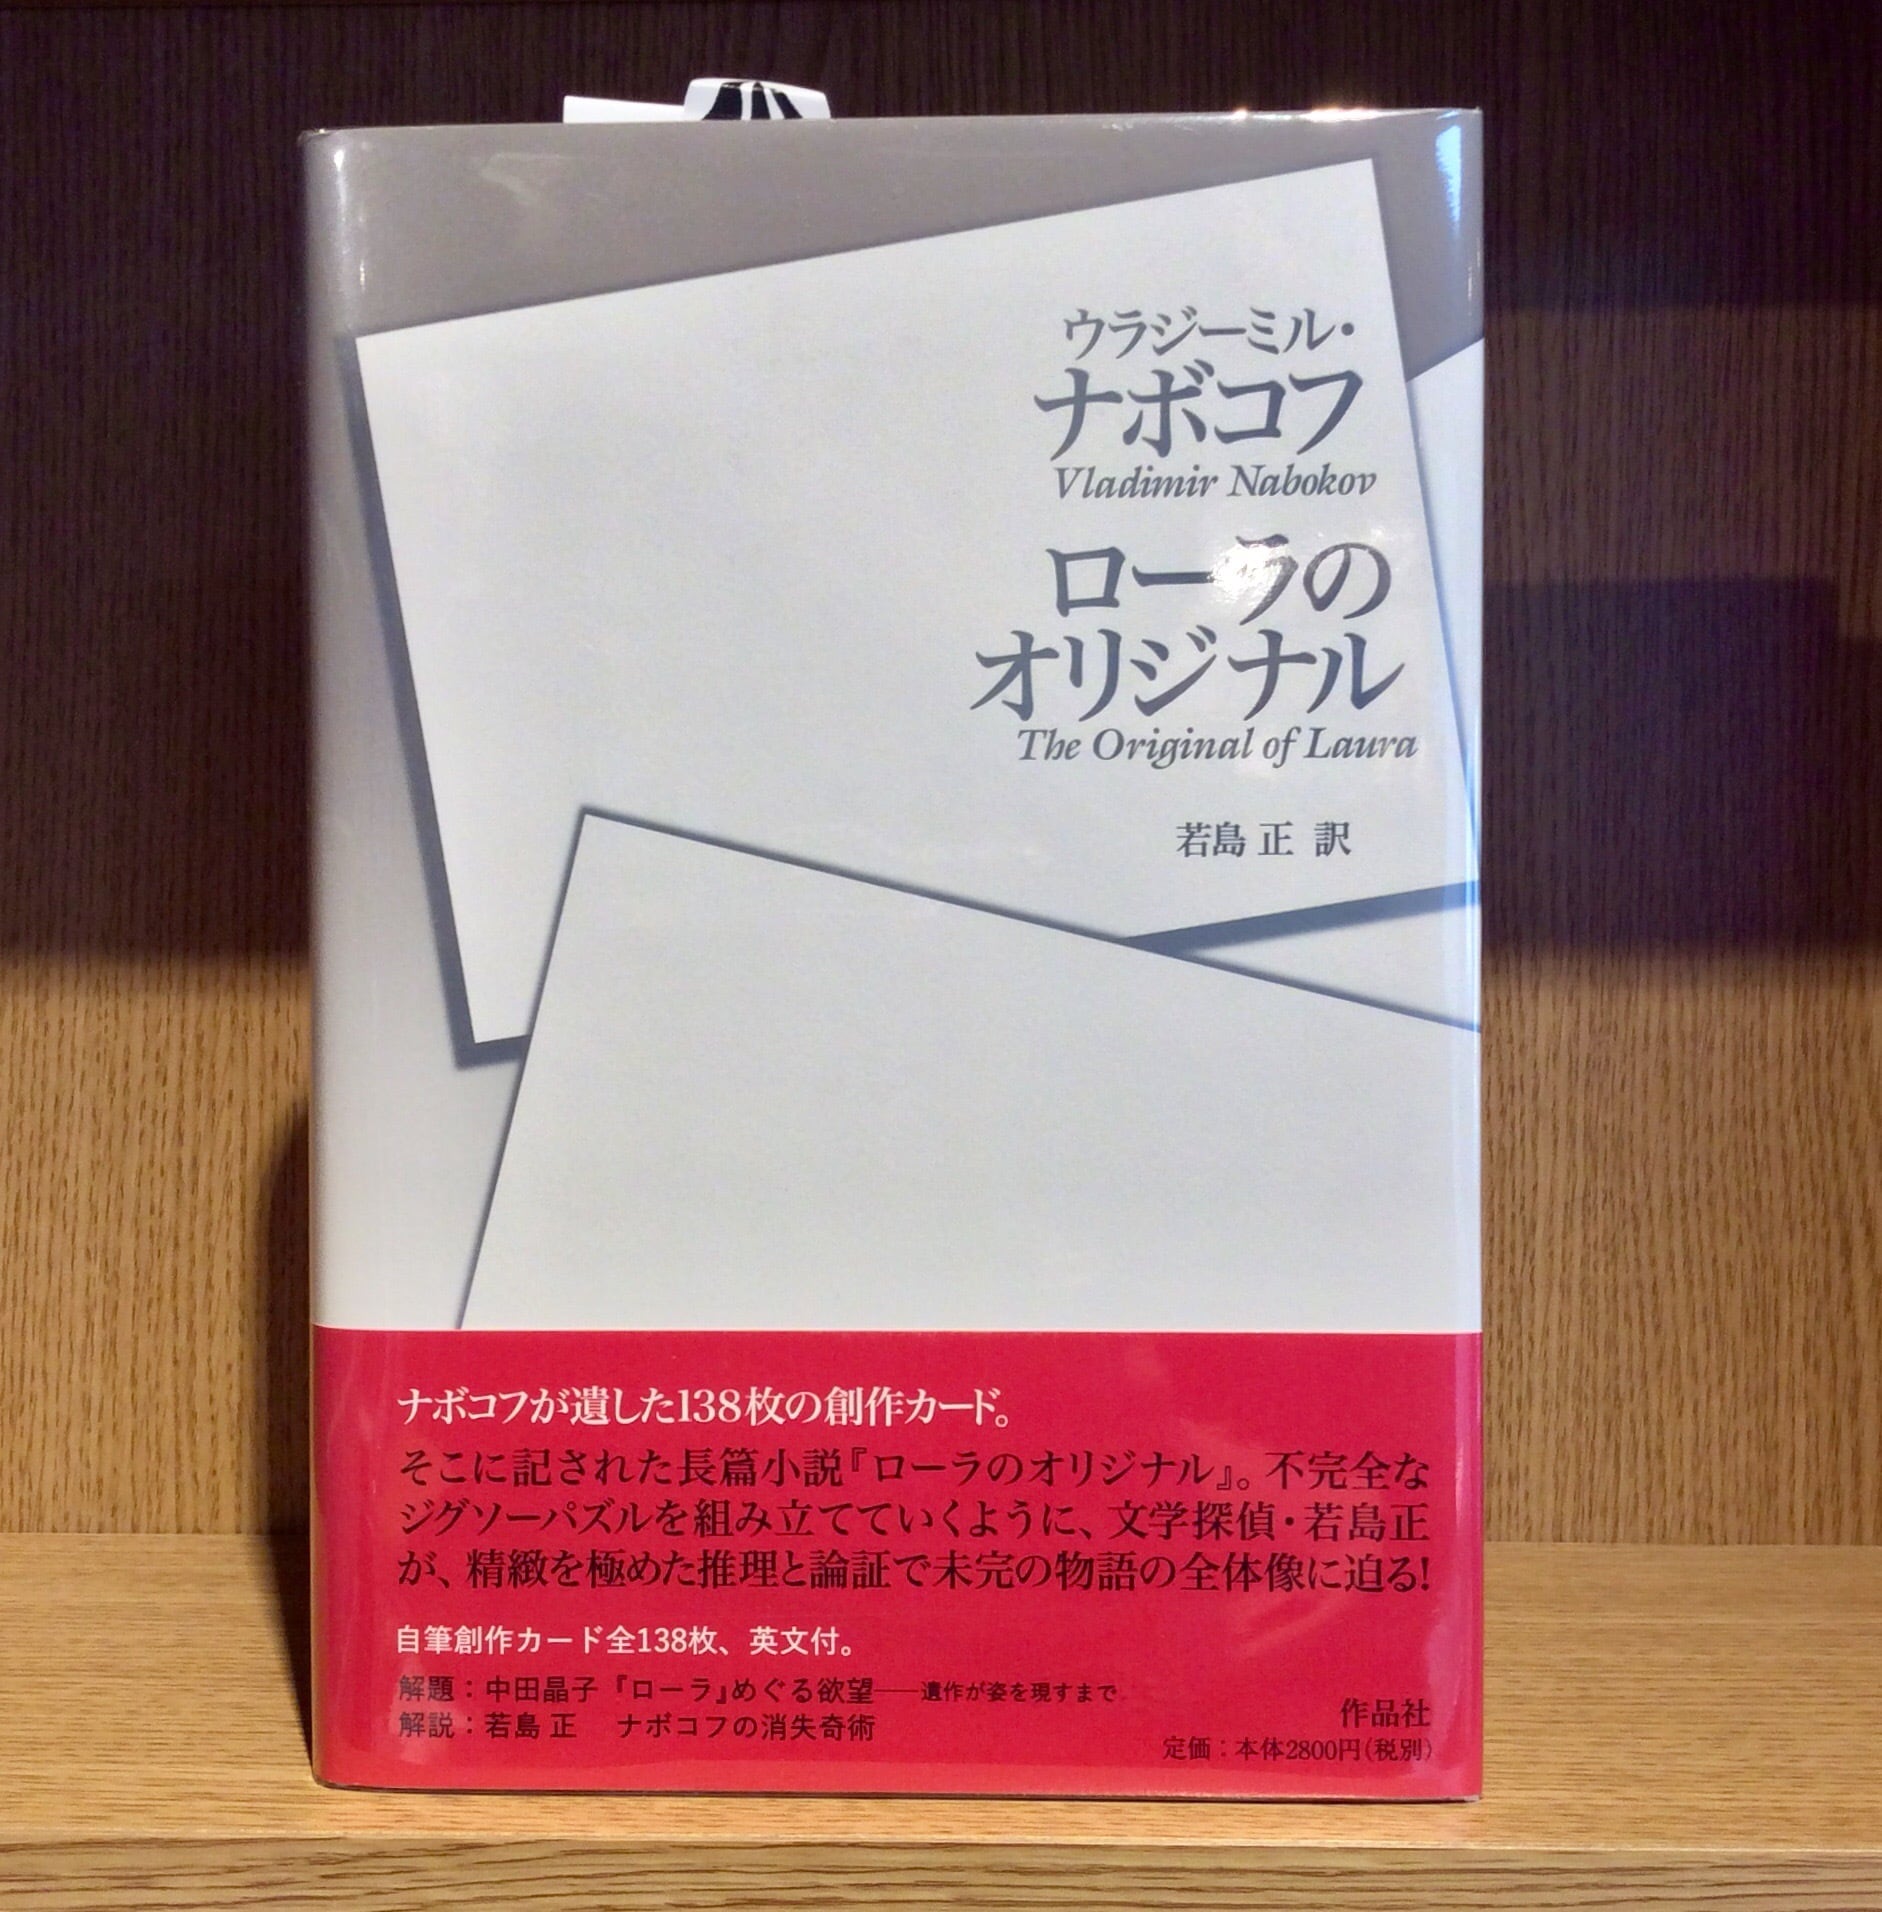 ウラジーミル・
ナボコフ
Vladimir Nabokov
ローラの
オリジナル
The Original of Laura
若島 正 訳
ナボコフが遺した138枚の創作カード。
そこに記された長篇小説『ローラのオリジナル』。不完全な
ジグソーパズルを組み立てていくように、文学探偵・若島正
が、精緻を極めた推理と論証で未完の物語の全体像に迫る!
自筆創作カード全138枚、英文付。
解題：中田晶子『ローラ』めぐる欲望──遺作が姿を現すまで
解説：若島 正 ナボコフの消失奇術
作品社
定価：本体2800円(税別)